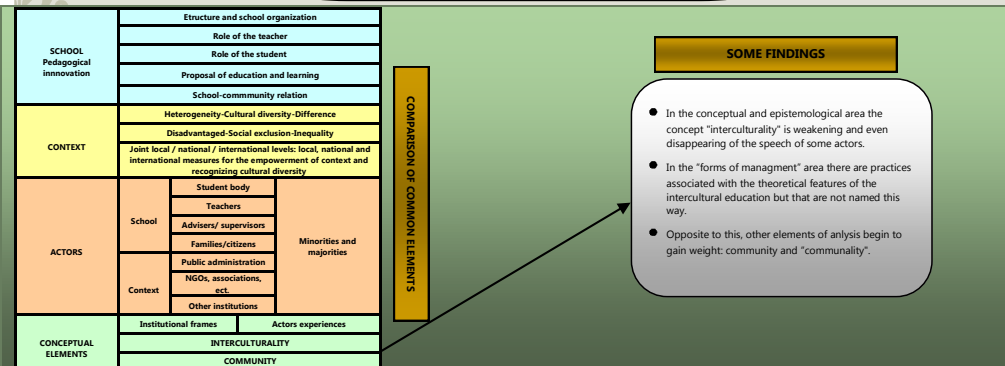 SCHOOL
Pedagogical
innnovation
Etructure and school organization
Role of the teacher
Role of the student
Proposal of education and learning
School-commmunity relation
CONTEXT
Heterogeneity-Cultural diversity-Difference
Disadvantaged-Social exclusion-Inequality
Joint local / national / international levels: local, national and
international measures for the empowerment of context and
recognizing cultural diversity
ACTORS
School
Student body
Teachers
Advisers/ supervisors
Families/citizens
Context
Public administration
NGOs, associations,
ect.
Other institutions
Minorities and
majorities
CONCEPTUAL
ELEMENTS
Institutional frames
Actors experiences
INTERCULTURALITY
COMMUNITY
COMPARISON OF COMMON ELEMENTS
SOME FINDINGS
In the conceptual and epistemological area the
concept "interculturality" is weakening and even
disappearing of the speech of some actors.
In the "forms of managment" area there are practices
associated with the theoretical features of the
intercultural education but that are not named this
way.
Opposite to this, other elements of anlysis begin to
gain weight: community and "communality".